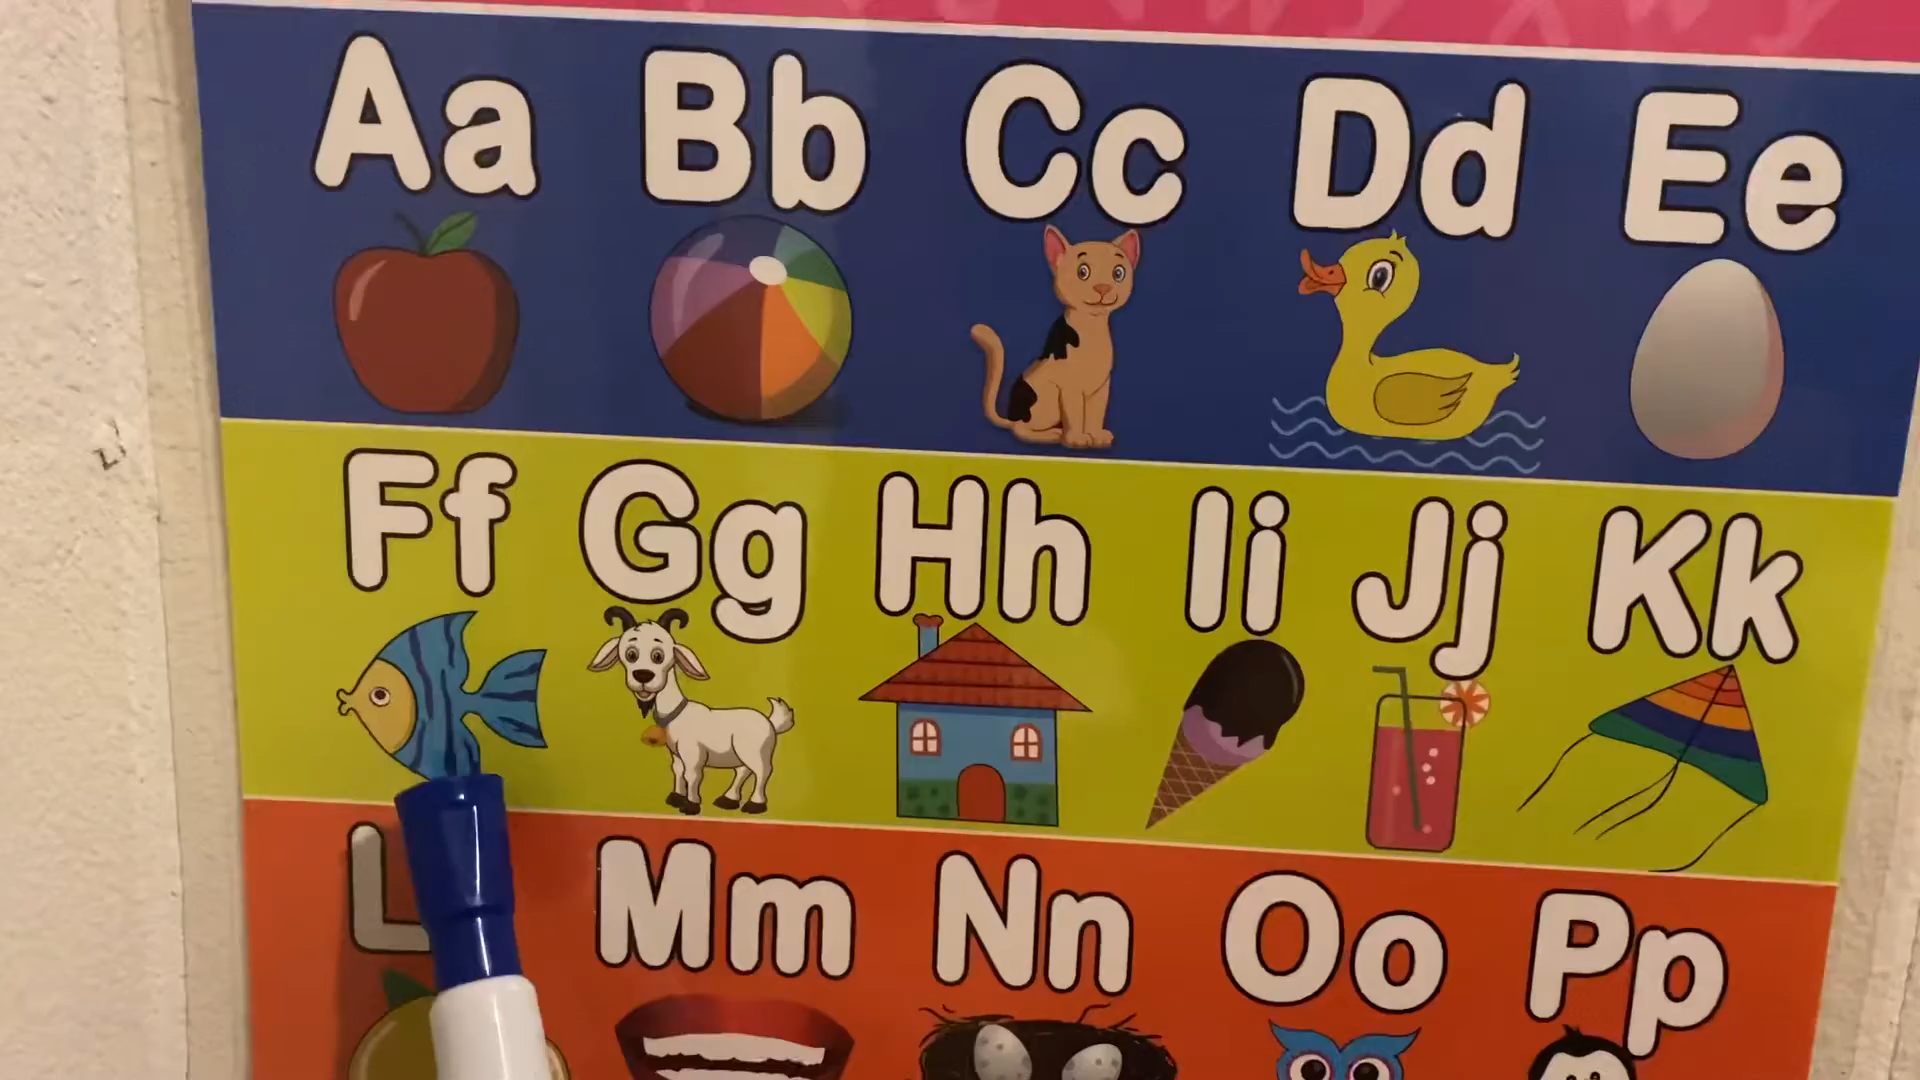 Aa Bb Cc Dd Ee
Ff Gg Hh Ii Jj Kk
L Mm Nn Oo Pp